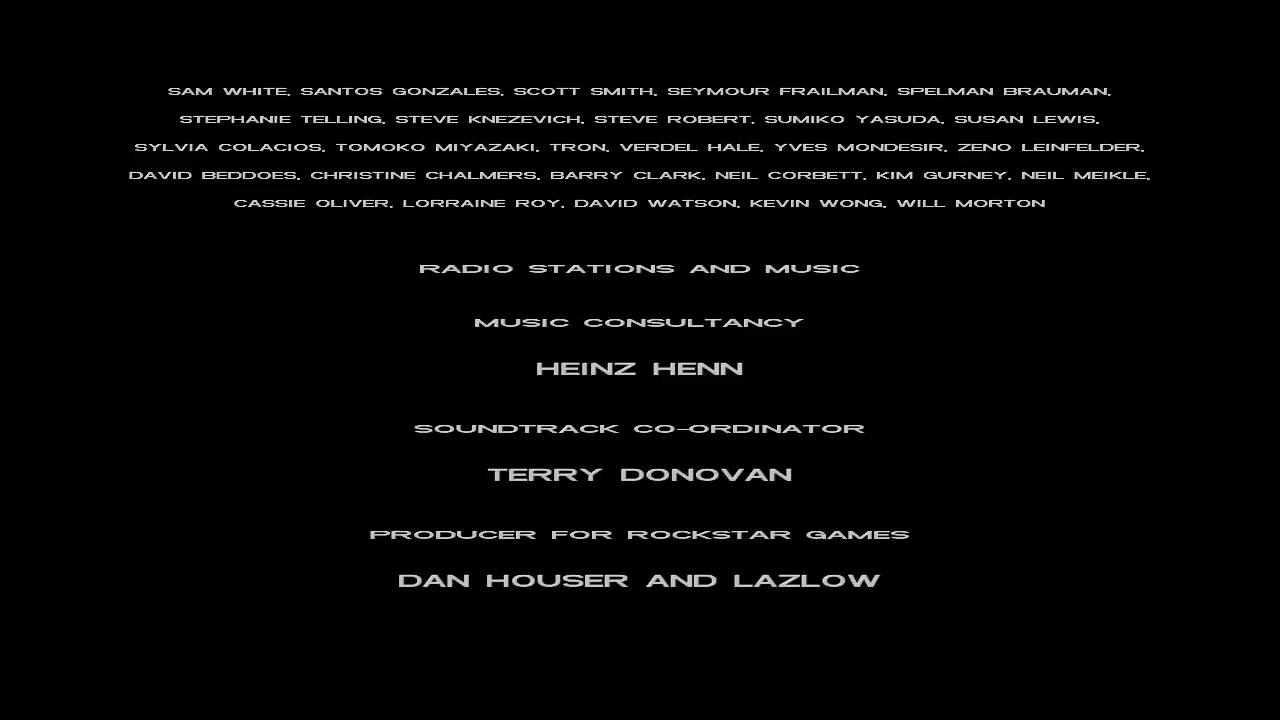 SAM WHITE, SANTOS GONZALES, SCOTT SMITH, SEYMOUR FRAILMAN, SPELMAN BRAUMAN,
STEPHANIE TELLING, STEVE KNEZEVICH, STEVE ROBERT, SUMIKO YASUDA, SUSAN LEWIS,
SYLVIA COLACIOS, TOMOKO MIYAZAKI, TRON, VERDEL HALE, YVES MONDESIR, ZENO LEINFELDER,
DAVID BEDDOES, CHRISTINE CHALMERS, BARRY CLARK, NEIL CORBETT, KIM GURNEY, NEIL MEIKLE,
CASSIE OLIVER, LORRAINE ROY, DAVID WATSON, KEVIN WONG, WILL MORTON
RADIO STATIONS AND MUSIC
MUSIC CONSULTANCY
HEINZ HENN
SOUNDTRACK CO-ORDINATOR
TERRY DONOVAN
PRODUCER FOR ROCKSTAR GAMES
DAN HOUSER AND LAZLOW